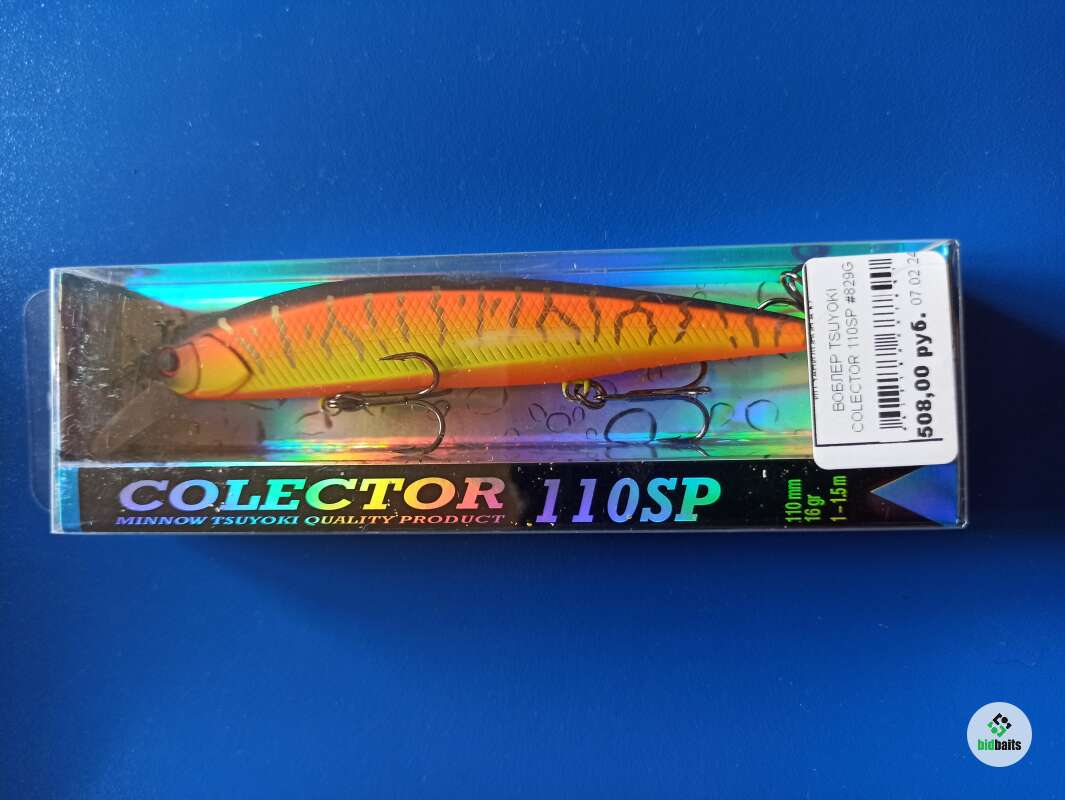 COLECTOR 110SP
MINNOW TSUYOKI QUALITY PRODUCT
110 mm
16 gr
1 – 1.5 m
ВОБЛЕР TSUYOKI
COLECTOR 110SP #829G
508,00 руб. 07 02 24
bidbaits